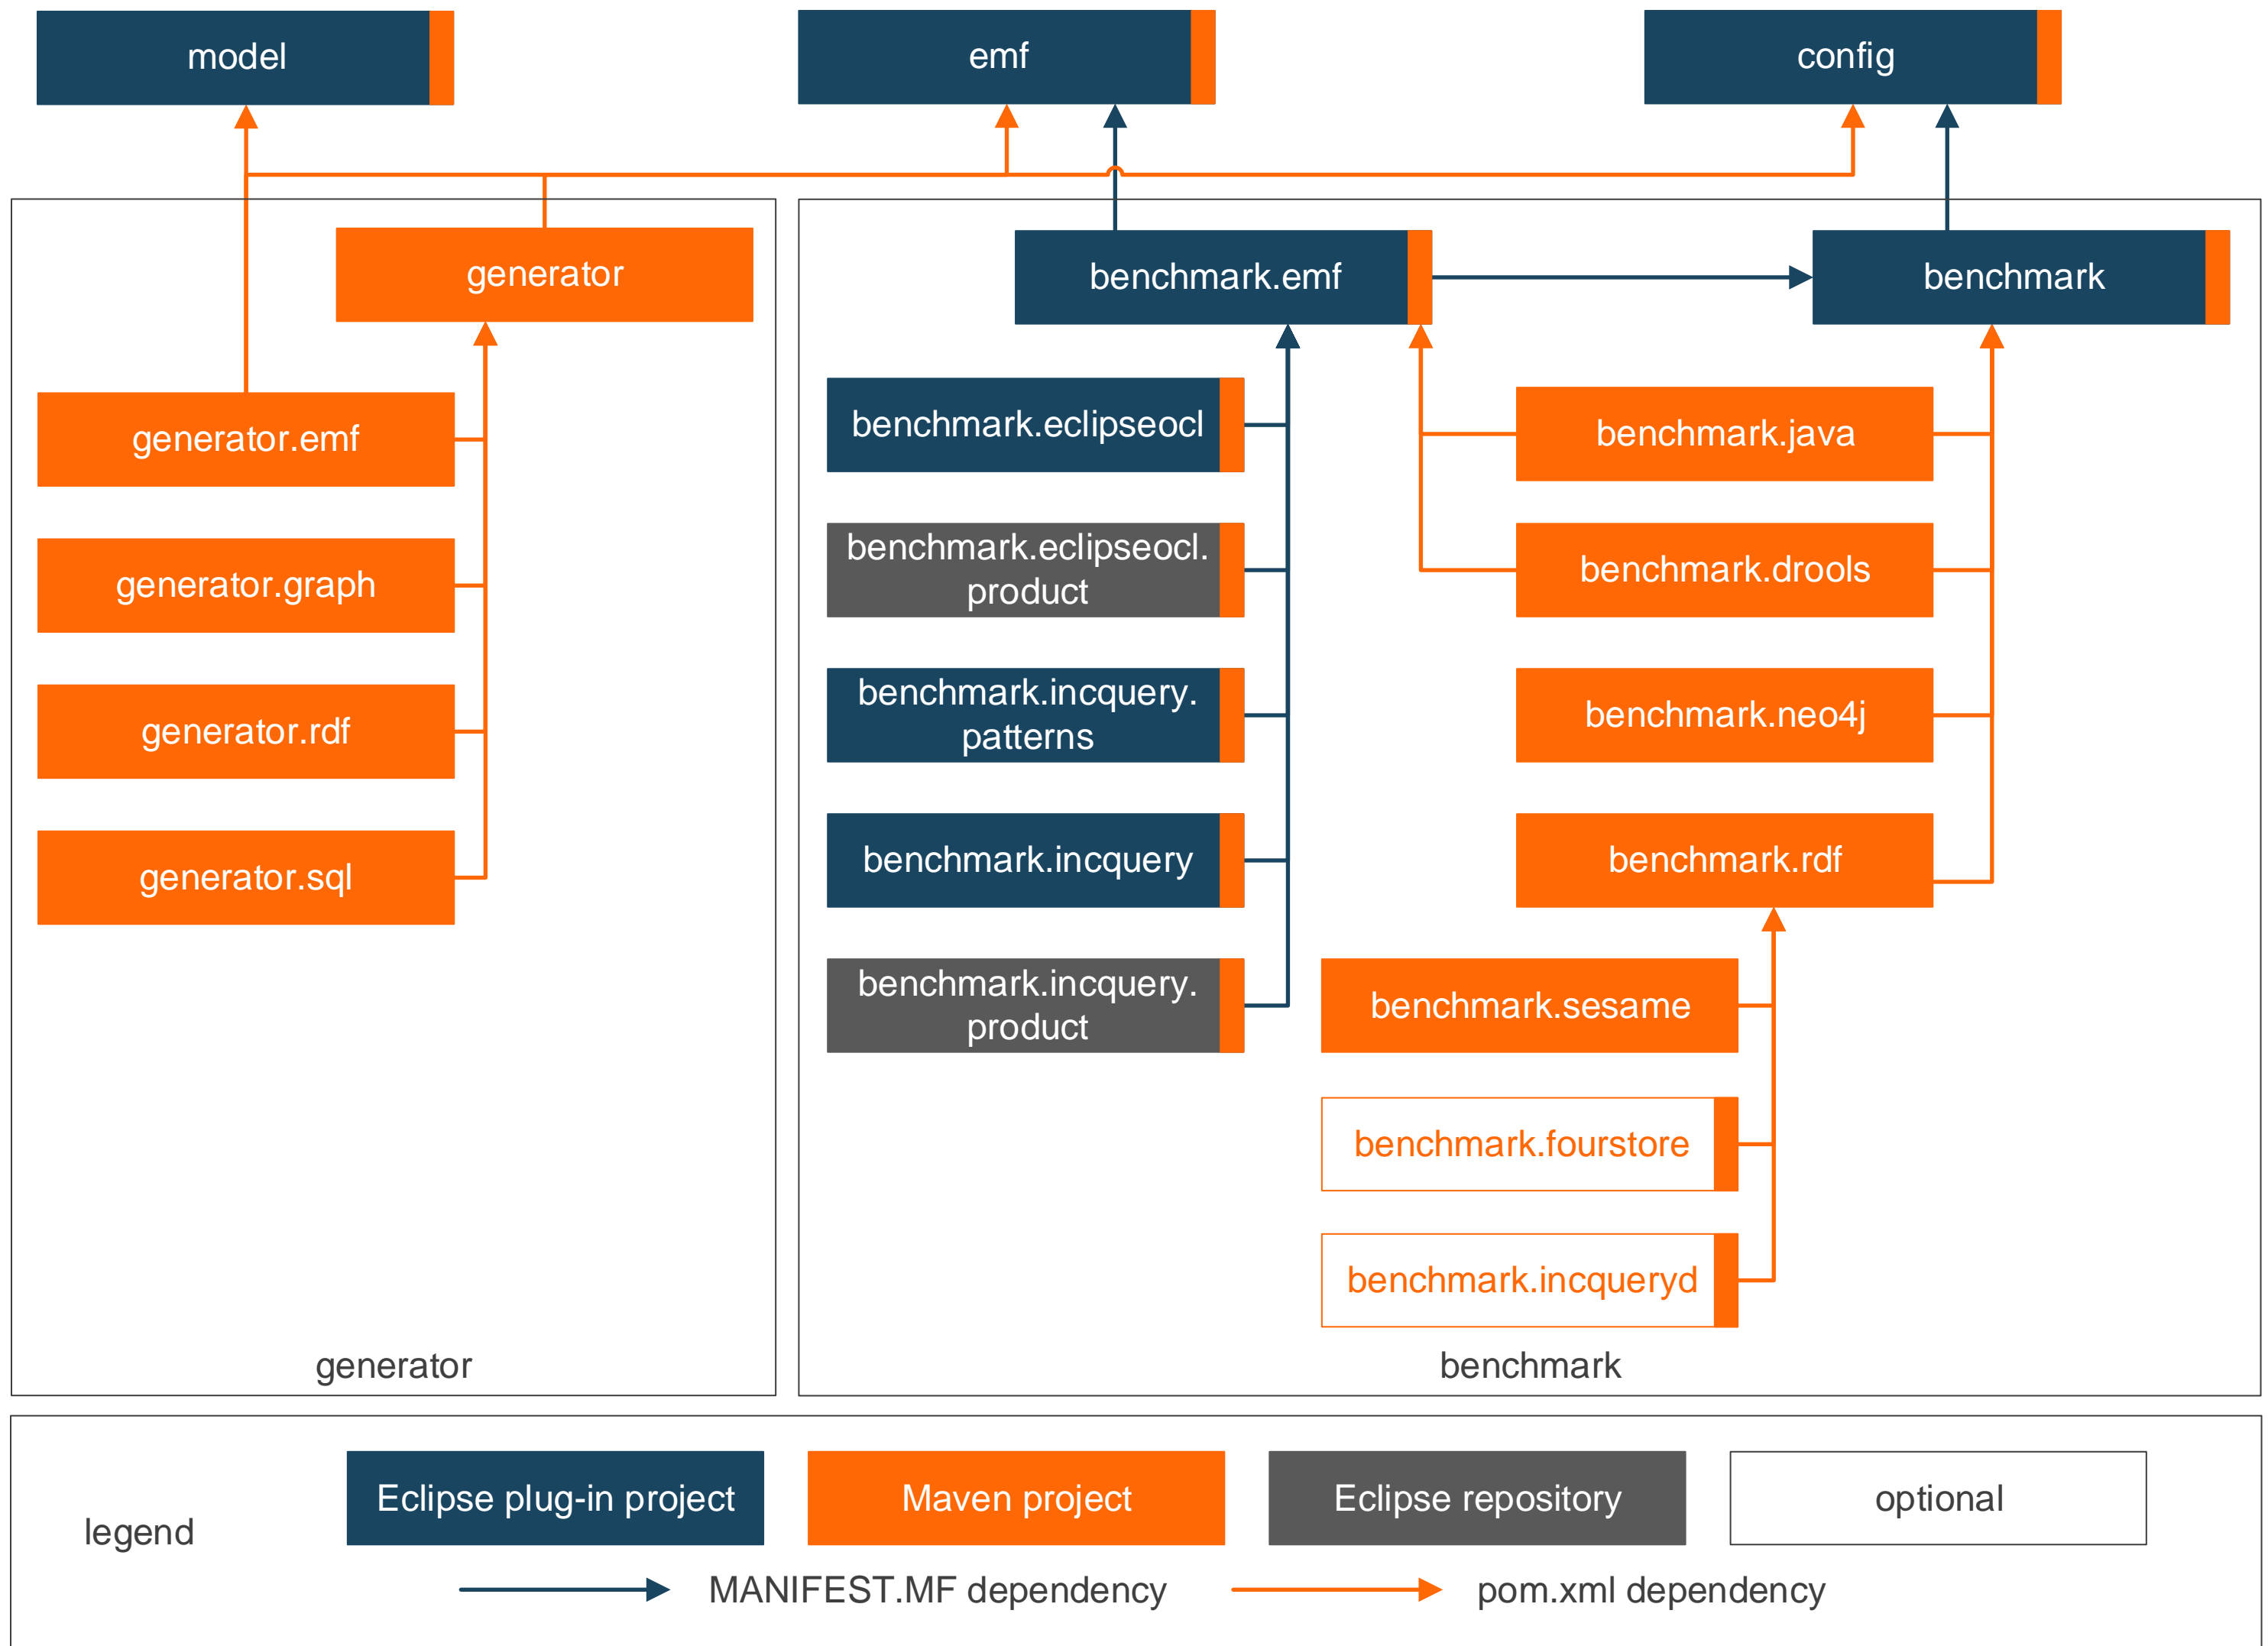 model
emf
config
generator
benchmark.emf
benchmark
generator.emf
generator.graph
generator.rdf
generator.sql
benchmark.eclipseocl
benchmark.eclipseocl.
product
benchmark.incquery.
patterns
benchmark.incquery
benchmark.incquery.
product
benchmark.java
benchmark.drools
benchmark.neo4j
benchmark.rdf
benchmark.sesame
benchmark.fourstore
benchmark.incqueryd
generator
benchmark
legend
Eclipse plug-in project
Maven project
Eclipse repository
optional
MANIFEST.MF dependency
pom.xml dependency